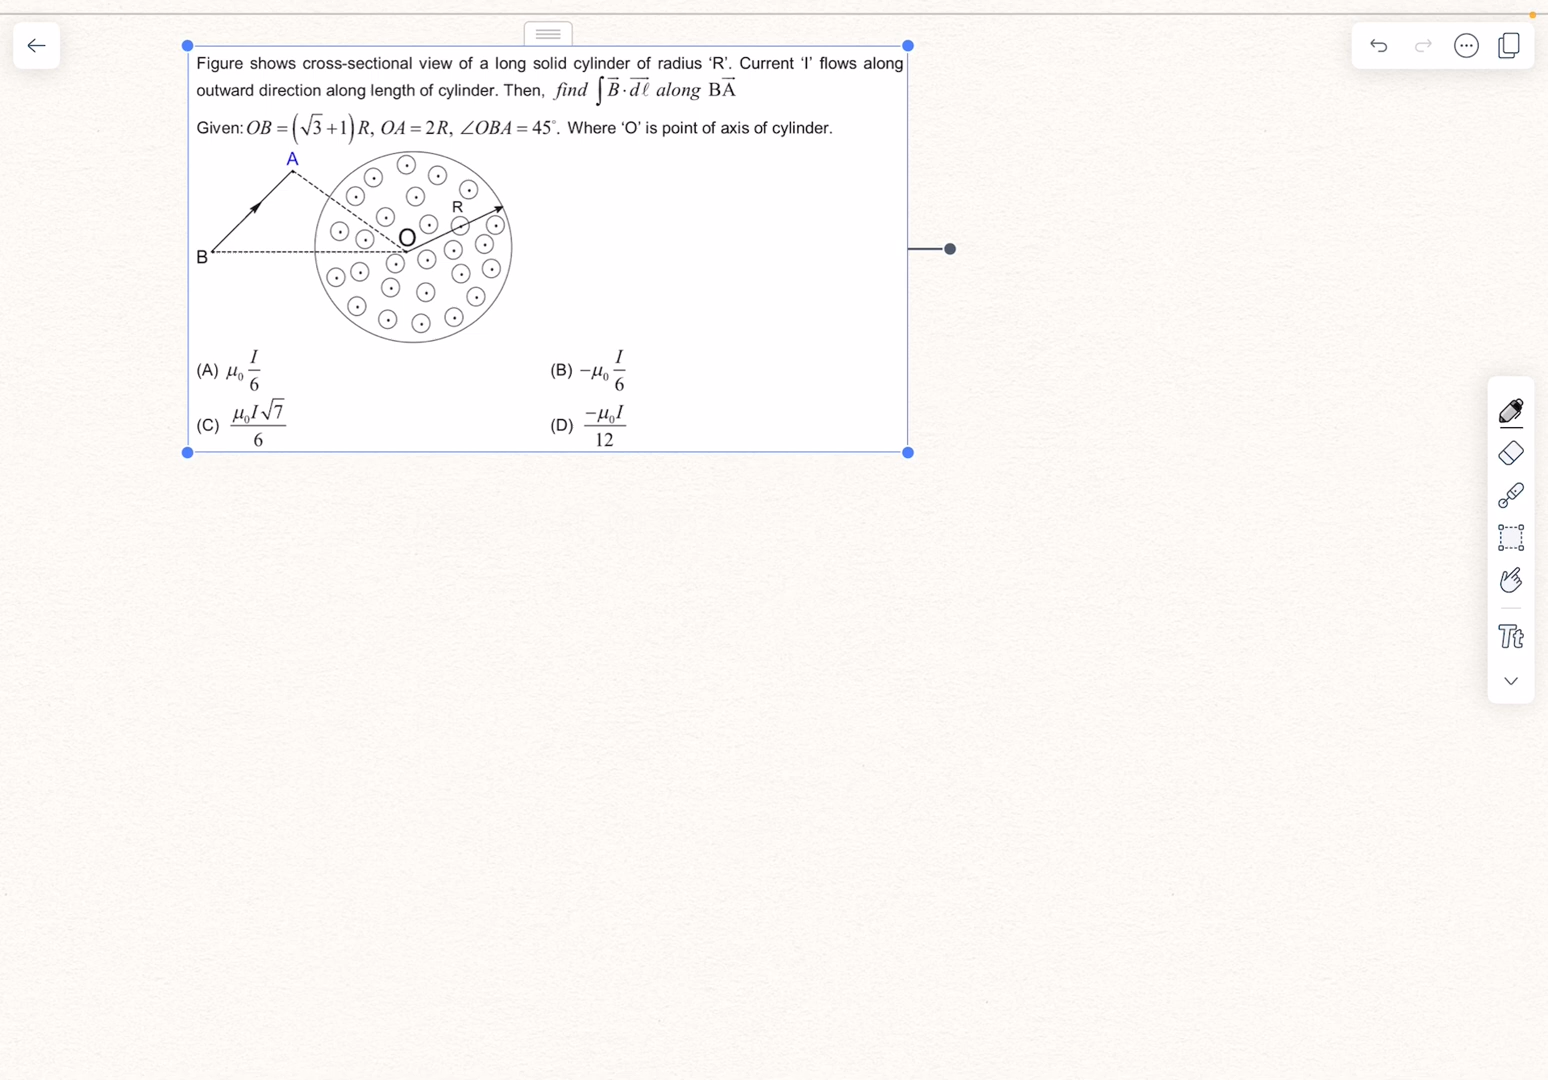 Figure shows cross-sectional view of a long solid cylinder of radius ‘R’. Current ‘I’ flows along
outward direction along length of cylinder. Then, find ∫B⃗·dℓ⃗ along BA⃗
Given: OB = (√3 + 1)R, OA = 2R, ∠OBA = 45°. Where ‘O’ is point of axis of cylinder.
A
R
O
B
(A) μ₀ I/6
(B) −μ₀ I/6
(C) μ₀I√7/6
(D) −μ₀I/12
Tt